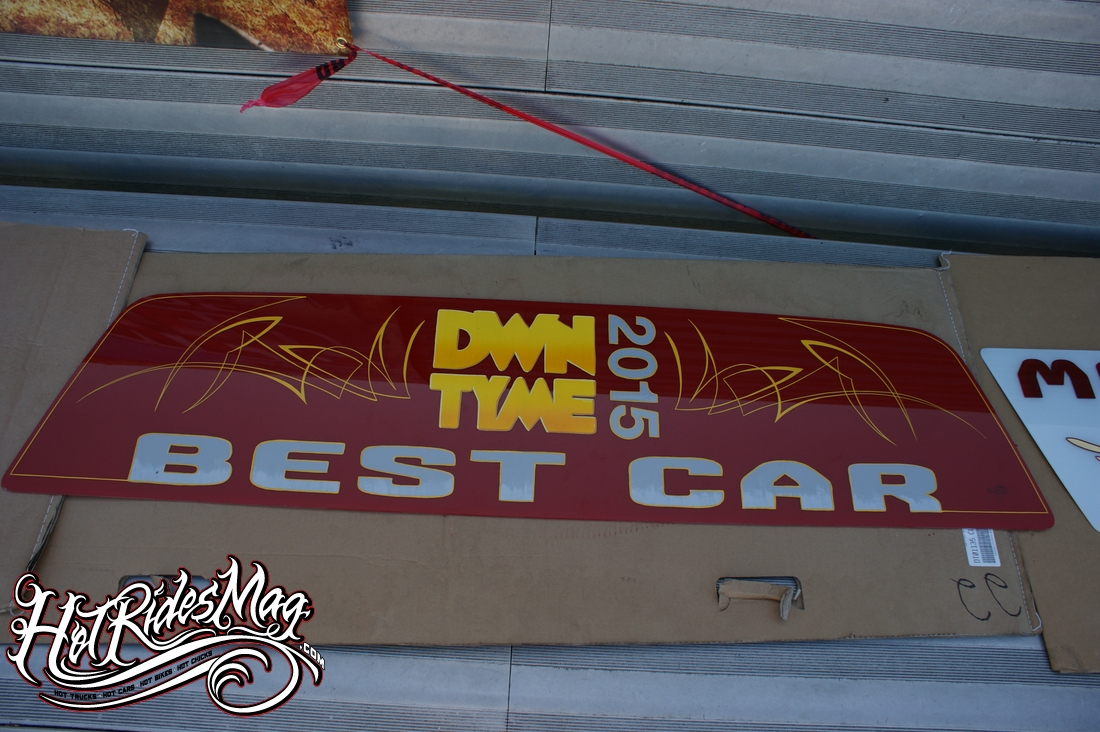 DWN
TYME
2015
BEST CAR
M
HotRidesMag
.COM
HOT TRUCKS HOT CARS HOT BIKES HOT CHICKS